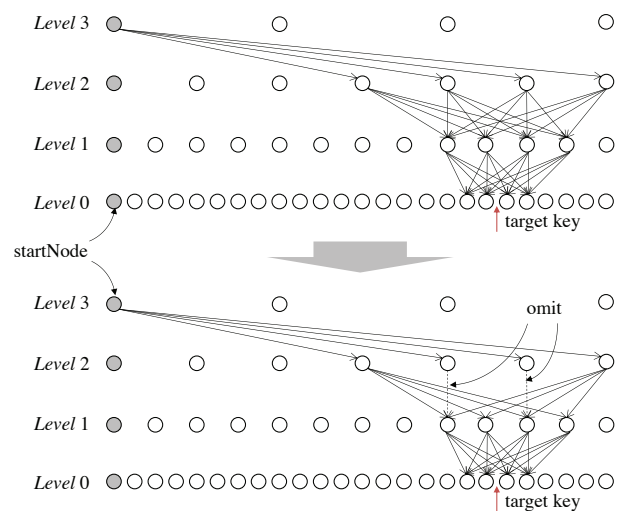 Level 3
Level 2
Level 1
Level 0
target key
startNode
Level 3
omit
Level 2
Level 1
Level 0
target key